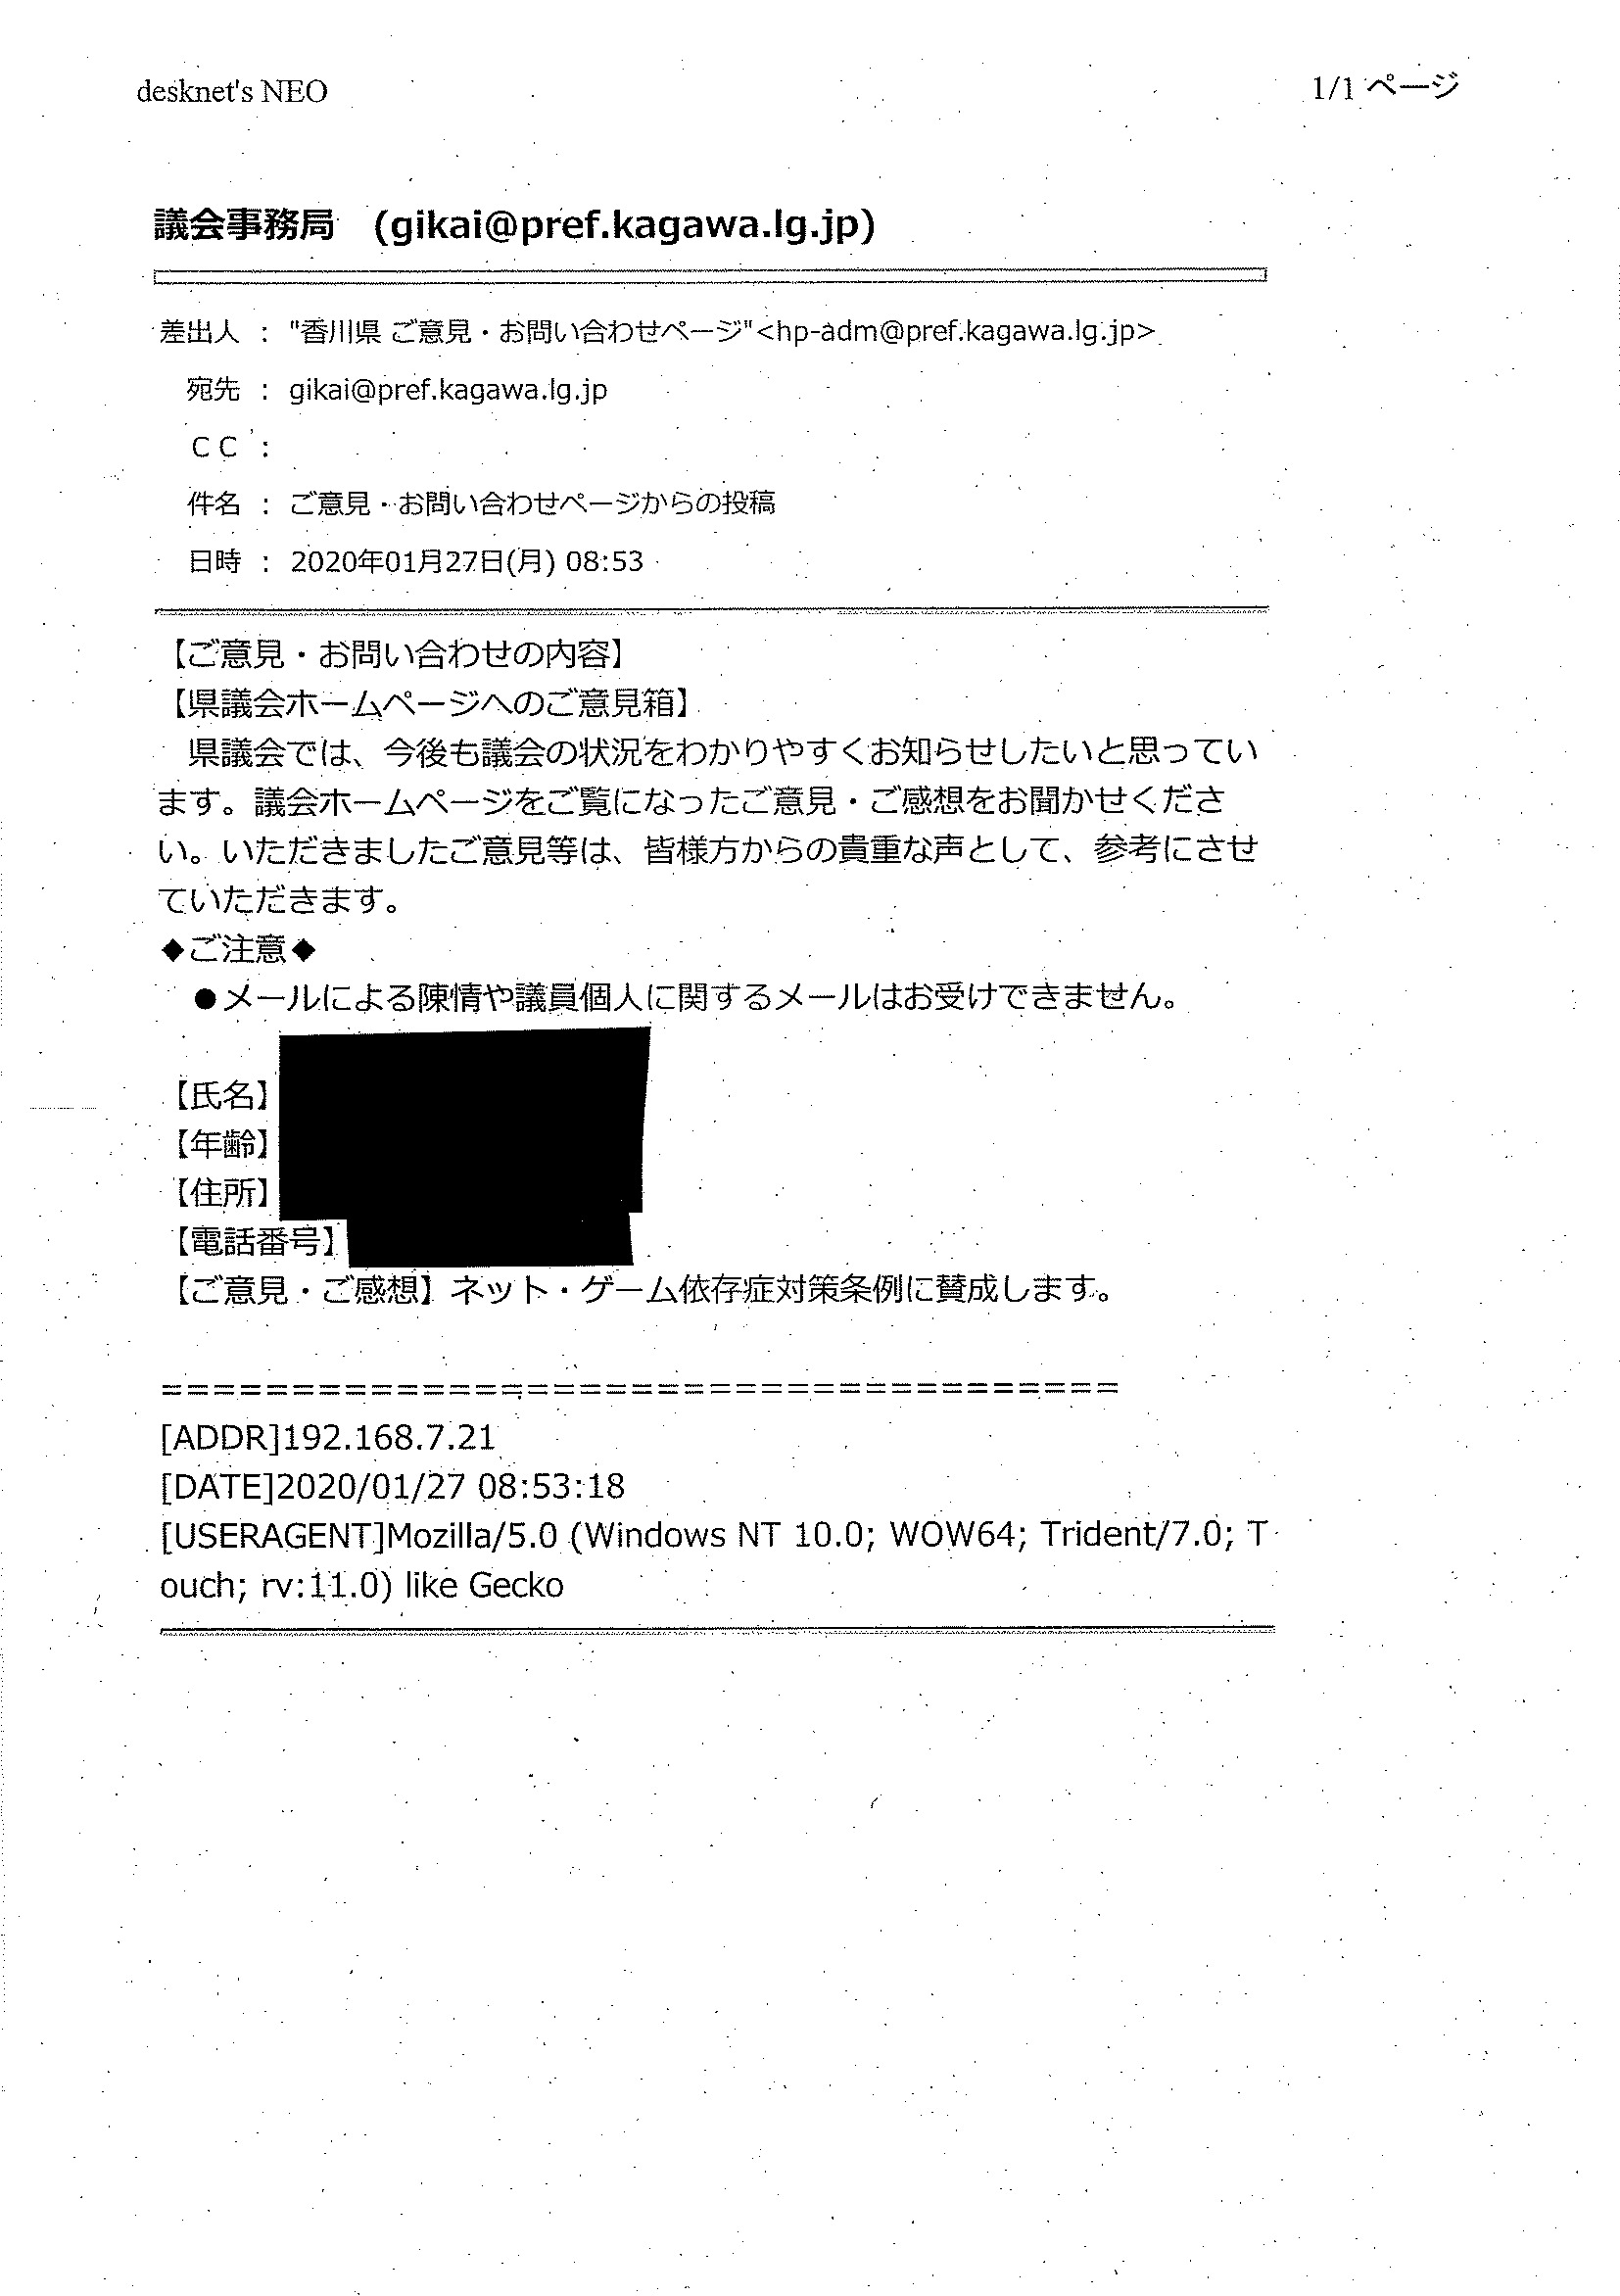 desknet's NEO
1/1 ページ
議会事務局 (gikai@pref.kagawa.lg.jp)
差出人 : "香川県 ご意見・お問い合わせページ"<hp-adm@pref.kagawa.lg.jp>
宛先 : gikai@pref.kagawa.lg.jp
ＣＣ :
件名 : ご意見・お問い合わせページからの投稿
日時 : 2020年01月27日(月) 08:53
【ご意見・お問い合わせの内容】
【県議会ホームページへのご意見箱】
　県議会では、今後も議会の状況をわかりやすくお知らせしたいと思ってい
ます。議会ホームページをご覧になったご意見・ご感想をお聞かせくださ
い。いただきましたご意見等は、皆様方からの貴重な声として、参考にさせ
ていただきます。
◆ご注意◆
　●メールによる陳情や議員個人に関するメールはお受けできません。
【氏名】
【年齢】
【住所】
【電話番号】
【ご意見・ご感想】ネット・ゲーム依存症対策条例に賛成します。
=====================================
[ADDR]192.168.7.21
[DATE]2020/01/27 08:53:18
[USERAGENT]Mozilla/5.0 (Windows NT 10.0; WOW64; Trident/7.0; T
ouch; rv:11.0) like Gecko